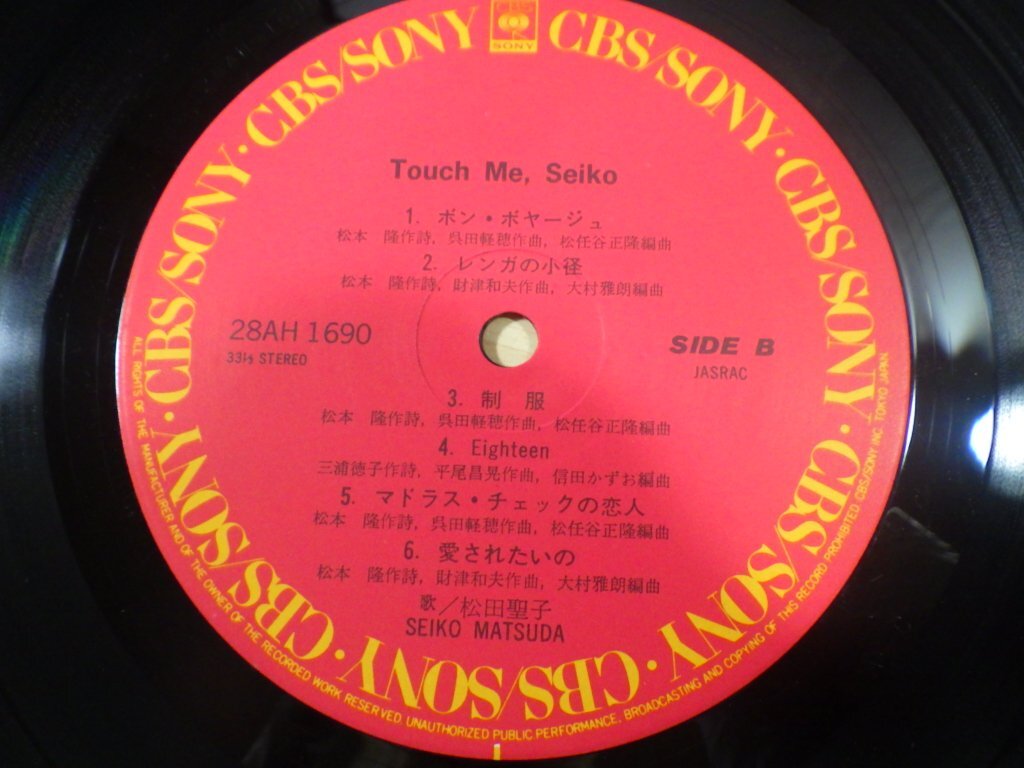 CBS/SONY · CBS/SONY · CBS/SONY · CBS/SONY · CBS/SONY · CBS/SONY · CBS/SONY · CBS/SONY
SONY
Touch Me, Seiko
1. ボン・ボヤージュ
松本 隆作詩, 呉田軽穂作曲, 松任谷正隆編曲
2. レンガの小径
松本 隆作詩, 財津和夫作曲, 大村雅朗編曲
28AH 1690
33⅓ STEREO
SIDE B
JASRAC
3. 制 服
松本 隆作詩, 呉田軽穂作曲, 松任谷正隆編曲
4. Eighteen
三浦徳子作詩, 平尾昌晃作曲, 信田かずお編曲
5. マドラス・チェックの恋人
松本 隆作詩, 呉田軽穂作曲, 松任谷正隆編曲
6. 愛されたいの
松本 隆作詩, 財津和夫作曲, 大村雅朗編曲
歌/松田聖子
SEIKO MATSUDA
ALL RIGHTS OF THE MANUFACTURER AND OF THE OWNER OF THE RECORDED WORK RESERVED. UNAUTHORIZED PUBLIC PERFORMANCE, BROADCASTING AND COPYING OF THIS RECORD PROHIBITED CBS/SONY INC. TOKYO JAPAN.